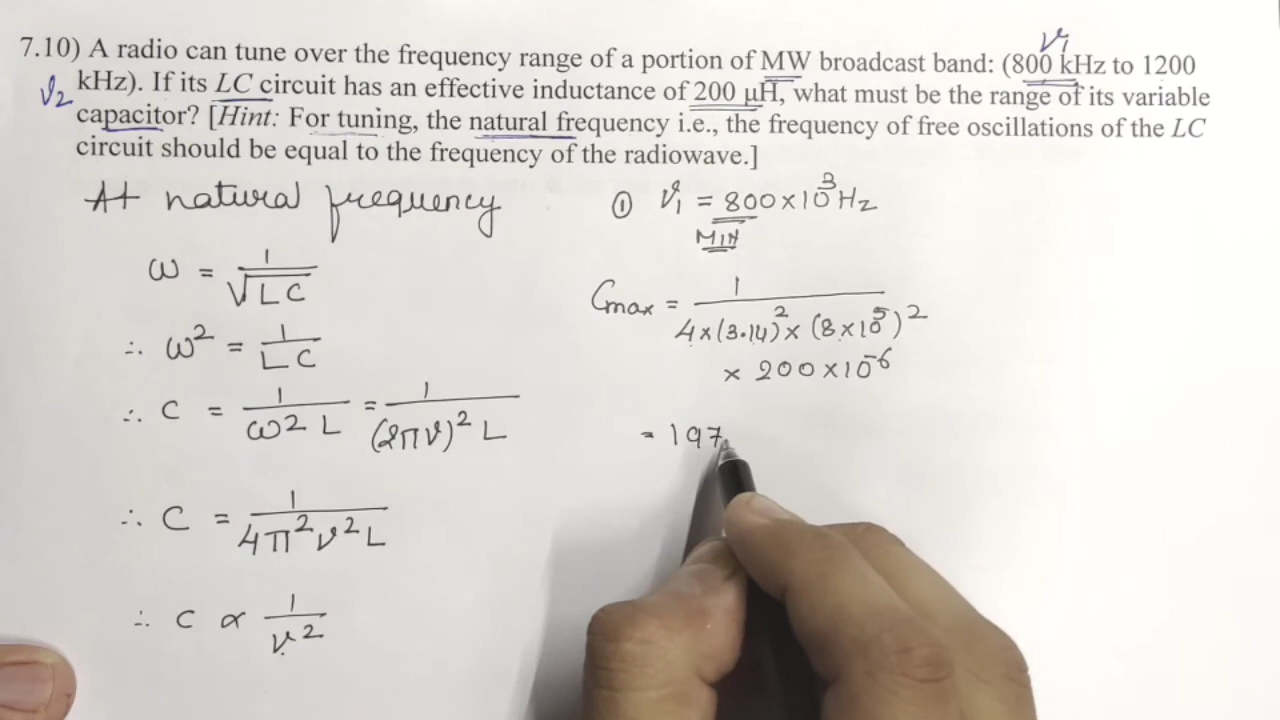 7.10) A radio can tune over the frequency range of a portion of MW broadcast band: (800 kHz to 1200
kHz). If its LC circuit has an effective inductance of 200 μH, what must be the range of its variable
capacitor? [Hint: For tuning, the natural frequency i.e., the frequency of free oscillations of the LC
circuit should be equal to the frequency of the radiowave.]
ν1
ν2
At natural frequency
ω = 1/√LC
∴ ω² = 1/LC
∴ C = 1/ω²L = 1/(2πν)²L
∴ C = 1/4π²ν²L
∴ C ∝ 1/ν²
① ν1 = 800×10³Hz
MIN
Cmax = 1/4×(3.14)²×(8×10⁵)²
× 200×10⁻⁶
= 197